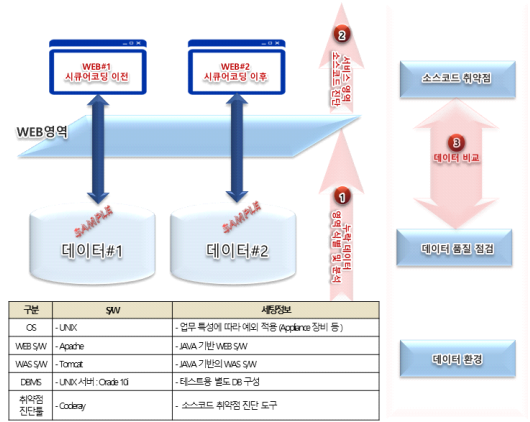 WEB#1
시큐어코딩 이전
WEB#2
시큐어코딩 이후
WEB영역
SAMPLE
데이터#1
SAMPLE
데이터#2
2
서비스 영역
소스코드 진단
1
누락 데이터
영역 식별 및 분석
소스코드 취약점
3
데이터 비교
데이터 품질 점검
데이터 환경
구분 S/W 세팅정보
OS - UNIX - 업무 특성에 따라 예외 적용 (Appliance 장비 등 )
WEB S/W - Apache - JAVA 기반 WEB S/W
WAS S/W - Tomcat - JAVA 기반의 WAS S/W
DBMS - UNIX 서버 : Oracle 10i - 테스트용 별도 DB 구성
취약점
진단툴 - Coderay - 소스코드 취약점 진단 도구